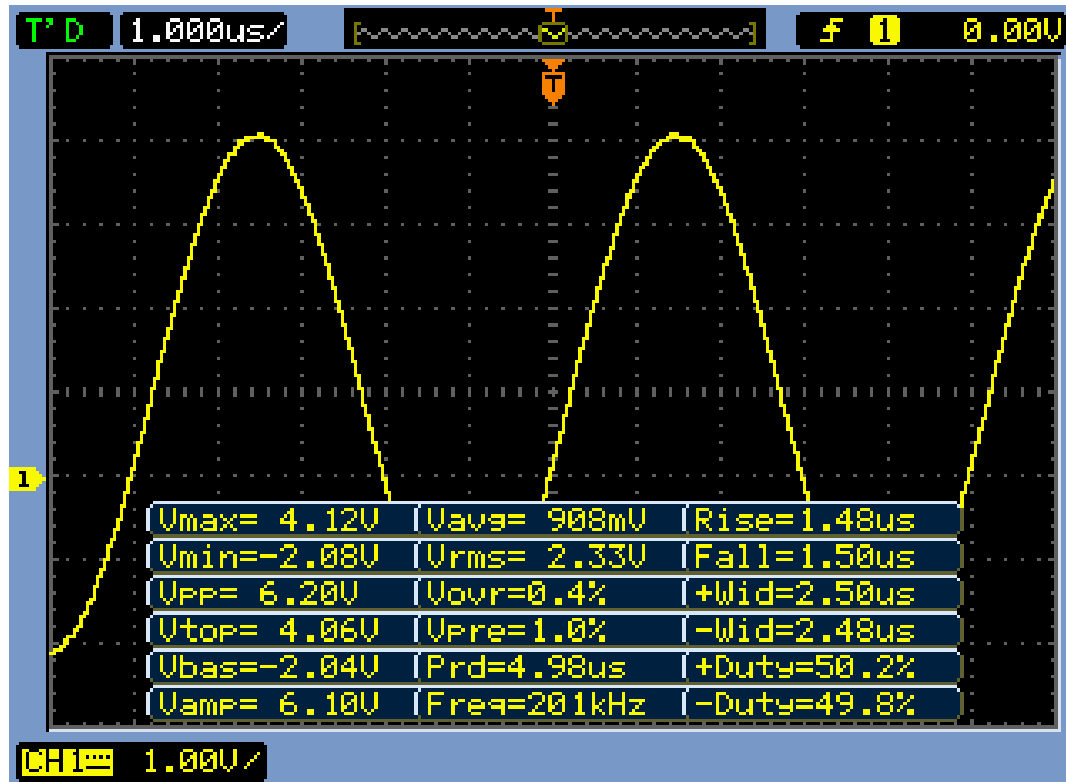 T'D 1.000us/ T 1 0.00V
T
1
Vmax= 4.12V Vavg= 908mV Rise=1.48us
Vmin=-2.08V Vrms= 2.33V Fall=1.50us
Vpp= 6.20V Vovr=0.4% +Wid=2.50us
Vtop= 4.06V Vpre=1.0% -Wid=2.48us
Vbas=-2.04V Prd=4.98us +Duty=50.2%
Vamp= 6.10V Freq=201kHz -Duty=49.8%
CH1 1.00V/